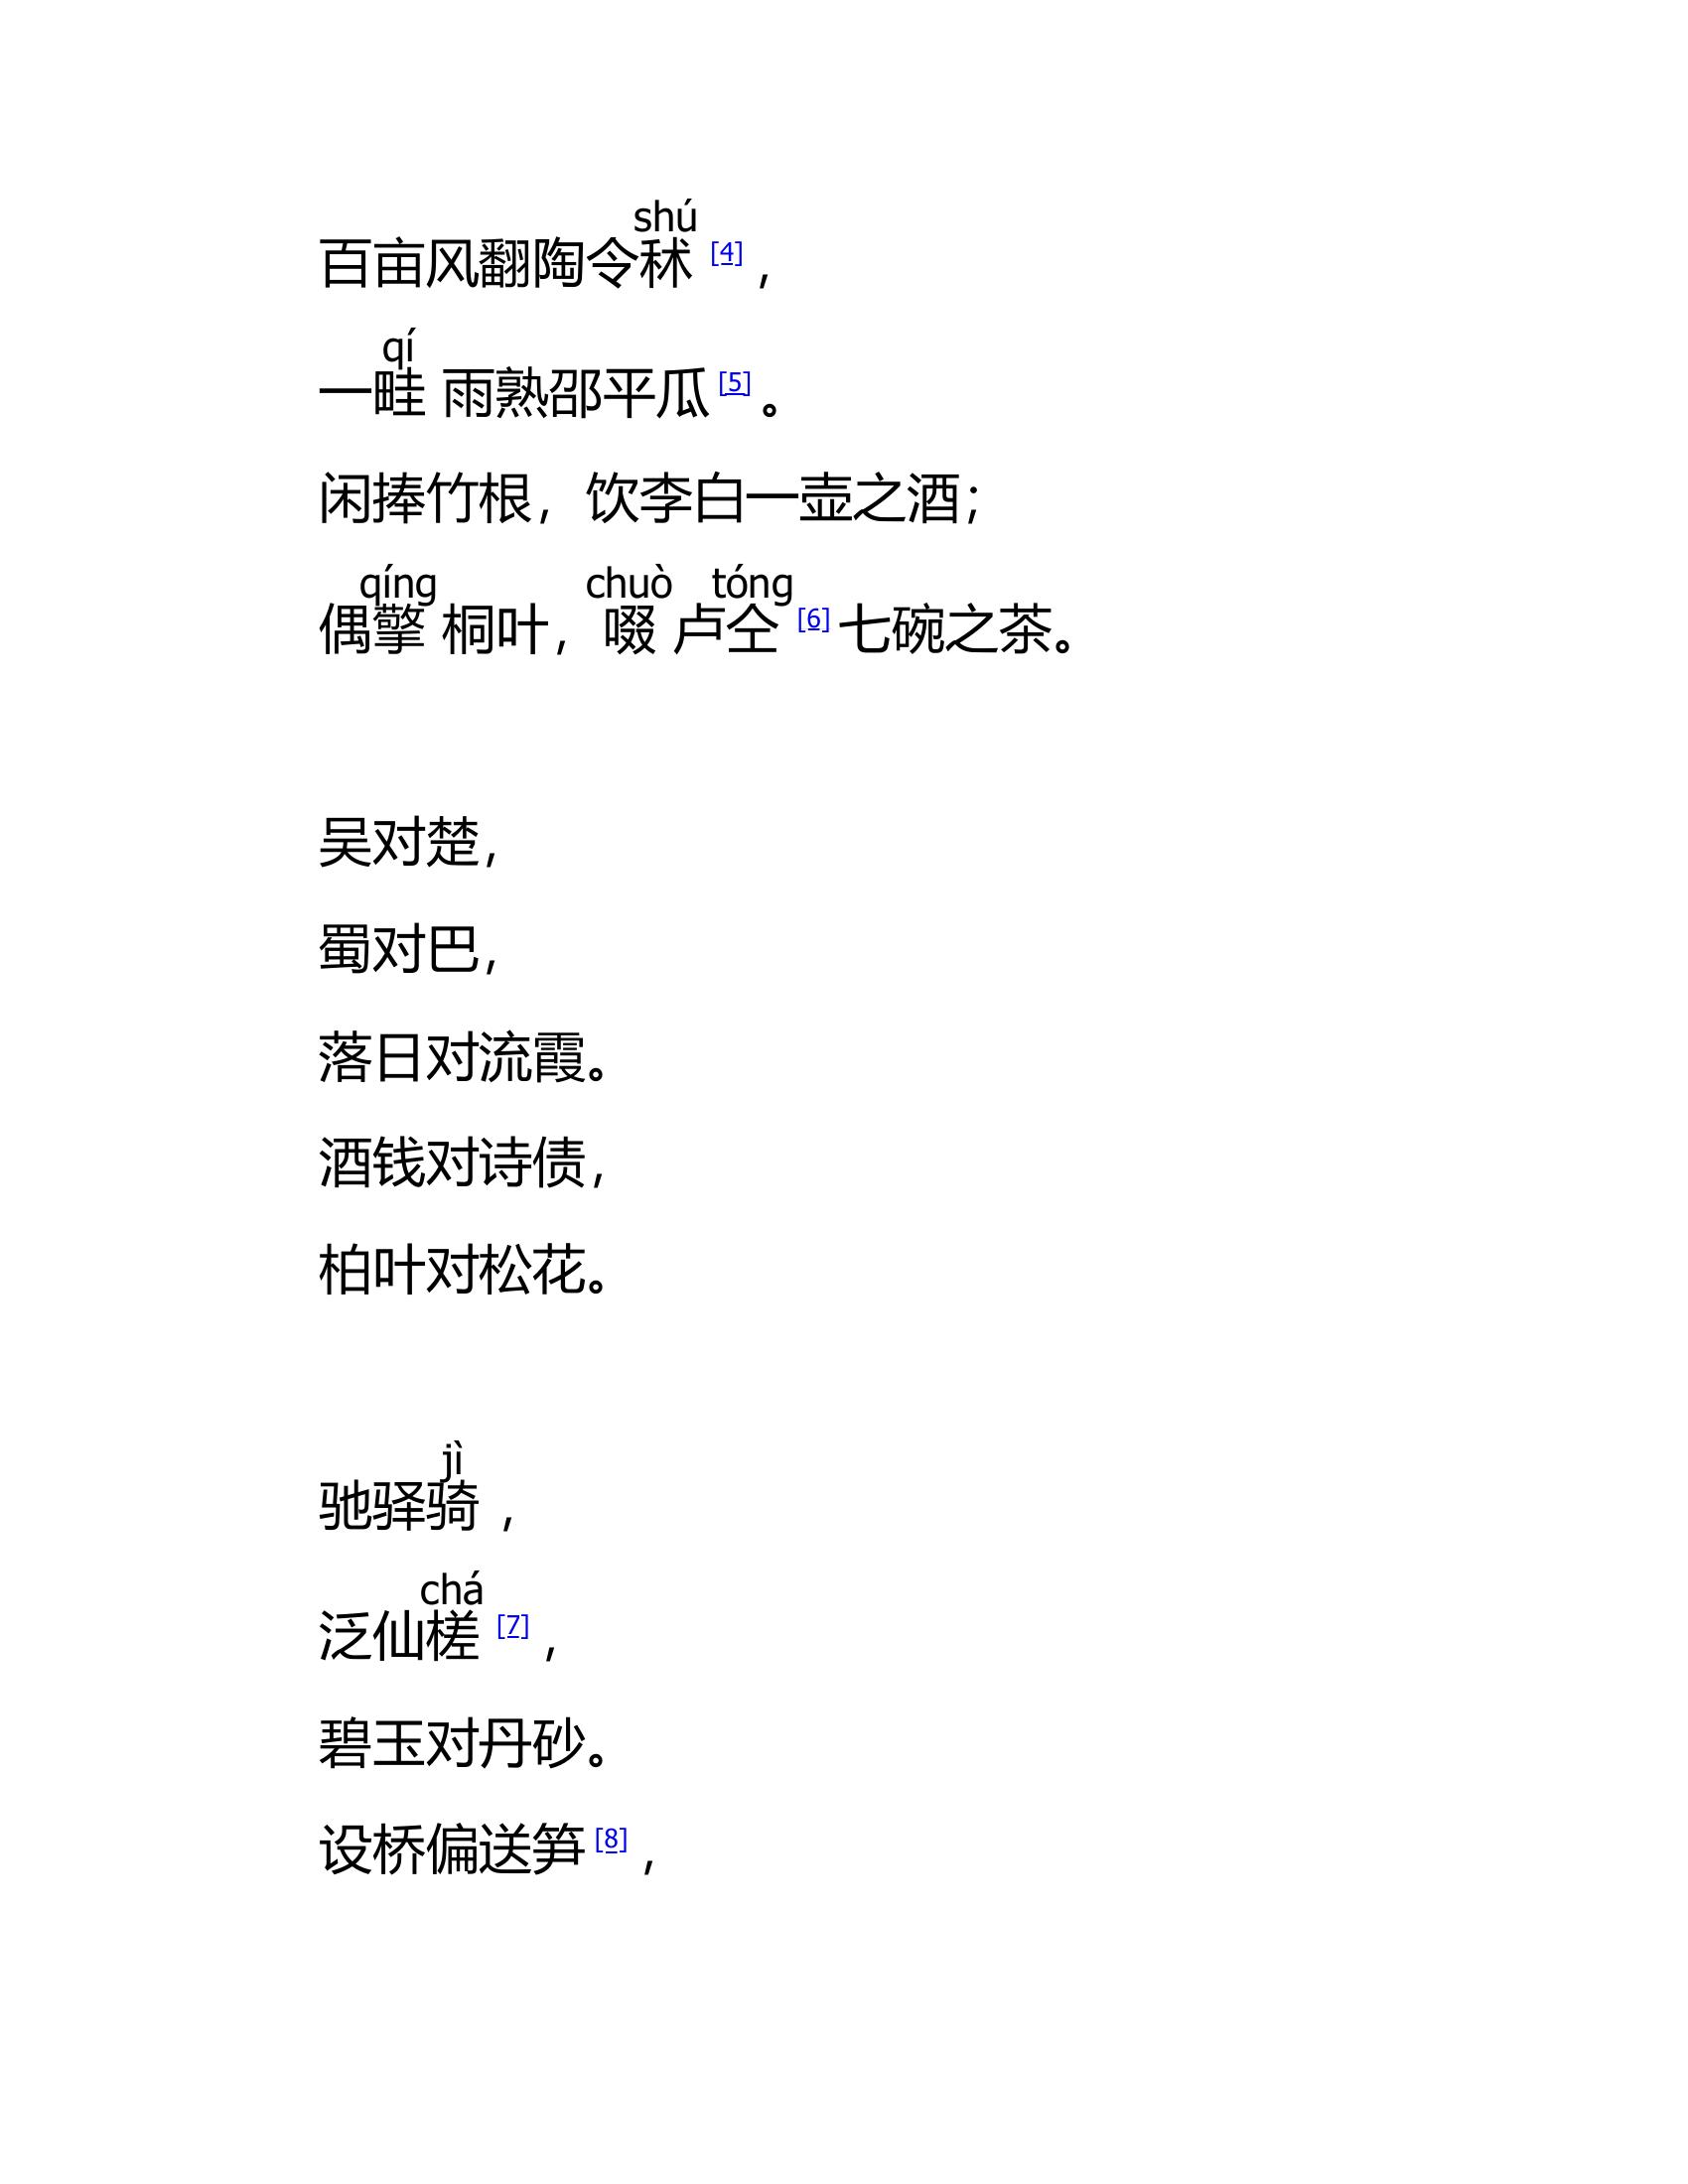 shú
百亩风翻陶令秫 [4] ，
qí
一畦 雨熟邵平瓜 [5] 。
闲捧竹根，饮李白一壶之酒；
qíng chuò tóng
偶擎 桐叶，啜 卢仝 [6] 七碗之茶。
吴对楚，
蜀对巴，
落日对流霞。
酒钱对诗债，
柏叶对松花。
jì
驰驿骑 ，
chá
泛仙槎 [7] ，
碧玉对丹砂。
设桥偏送笋 [8] ，